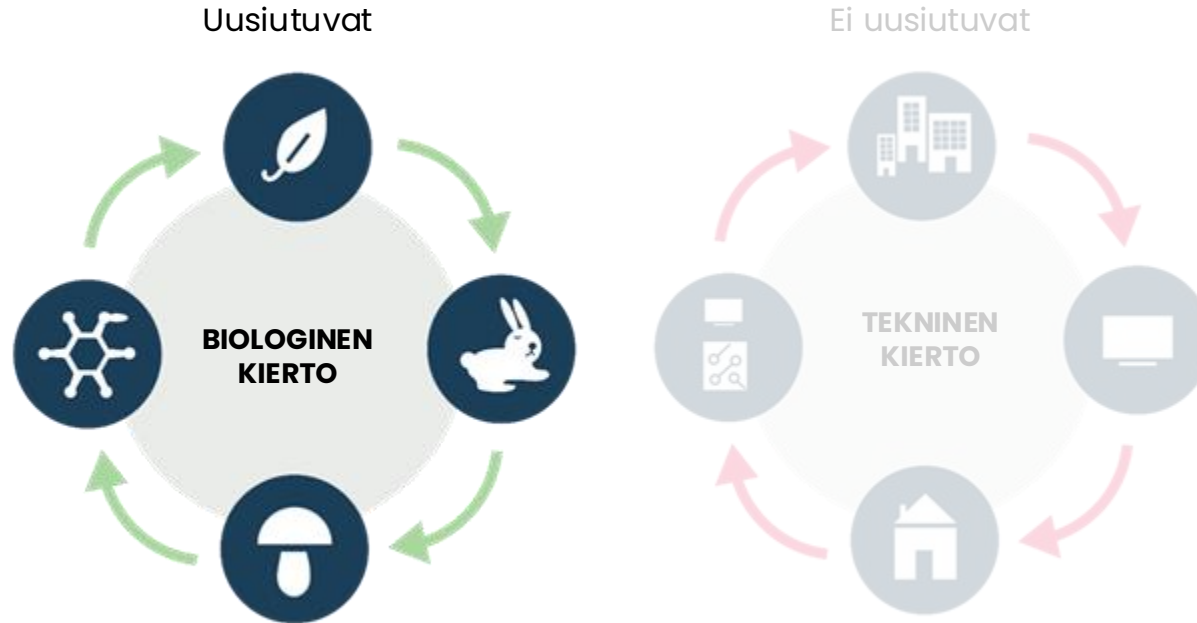 Uusiutuvat
Ei uusiutuvat
BIOLOGINEN
KIERTO
TEKNINEN
KIERTO